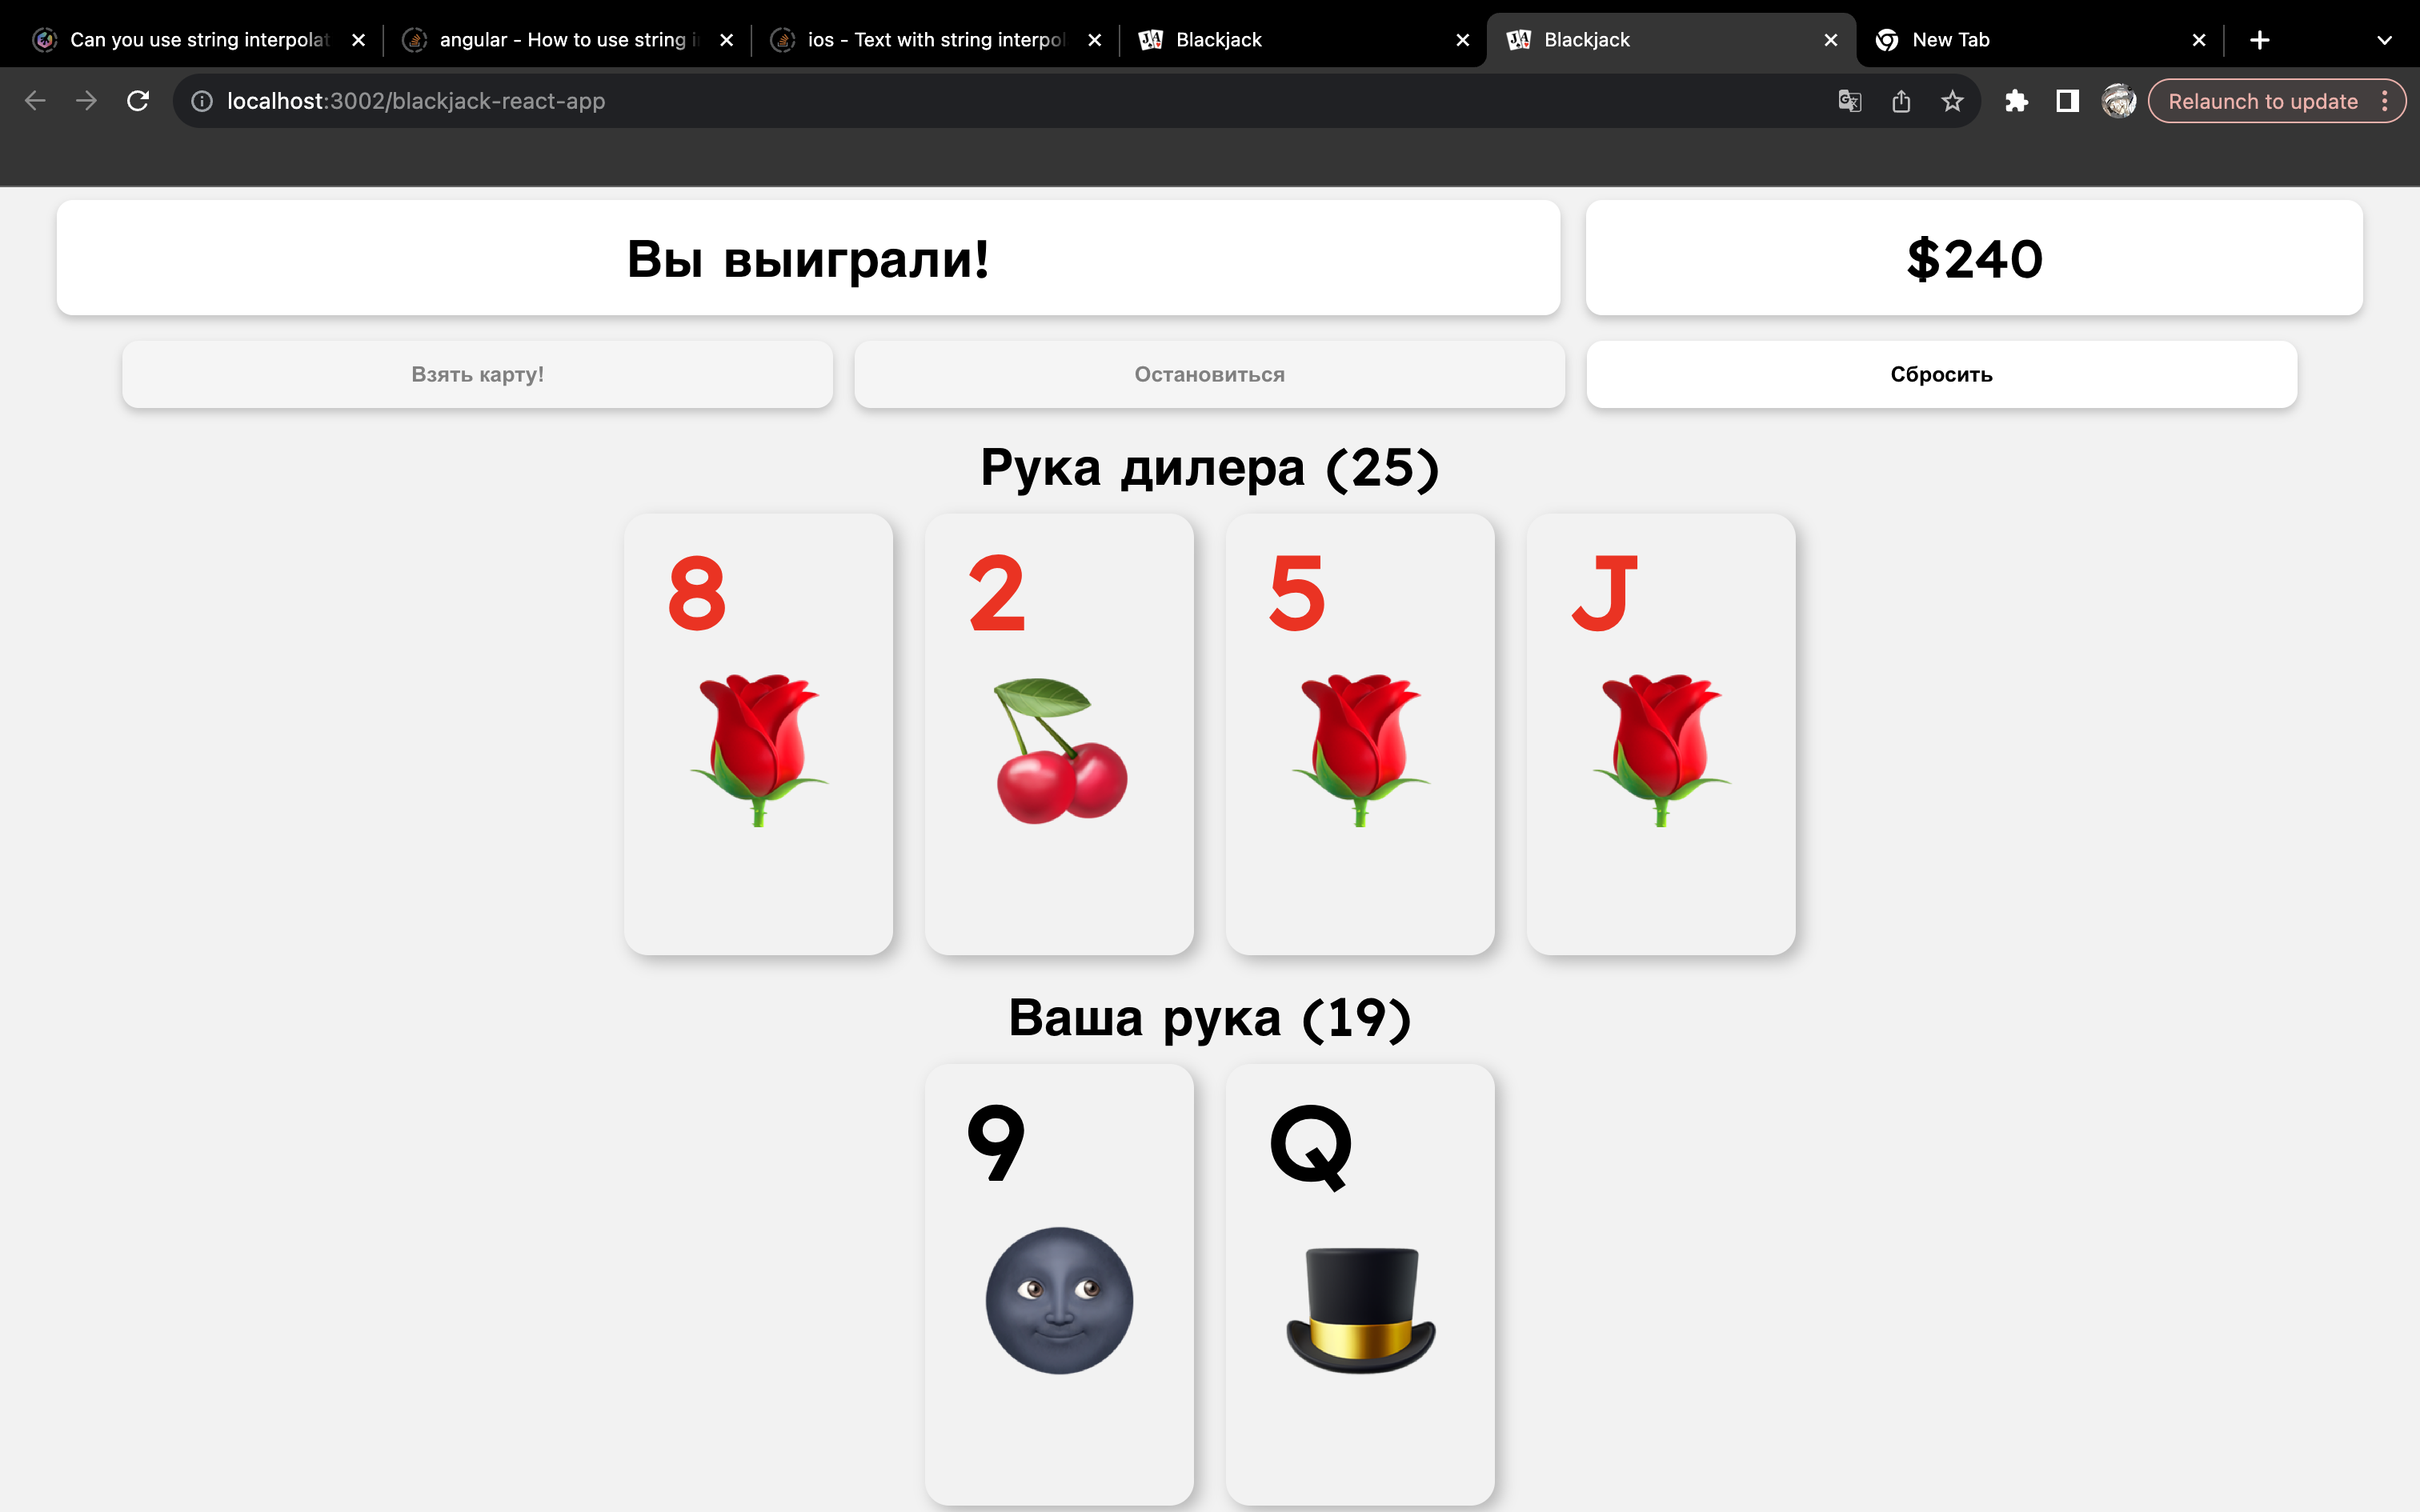 Can you use string interpolat
angular - How to use string i
ios - Text with string interpol
Blackjack
Blackjack
New Tab
localhost:3002/blackjack-react-app
Relaunch to update
Вы выиграли!
$240
Взять карту!
Остановиться
Сбросить
Рука дилера (25)
8
2
5
J
Ваша рука (19)
9
Q